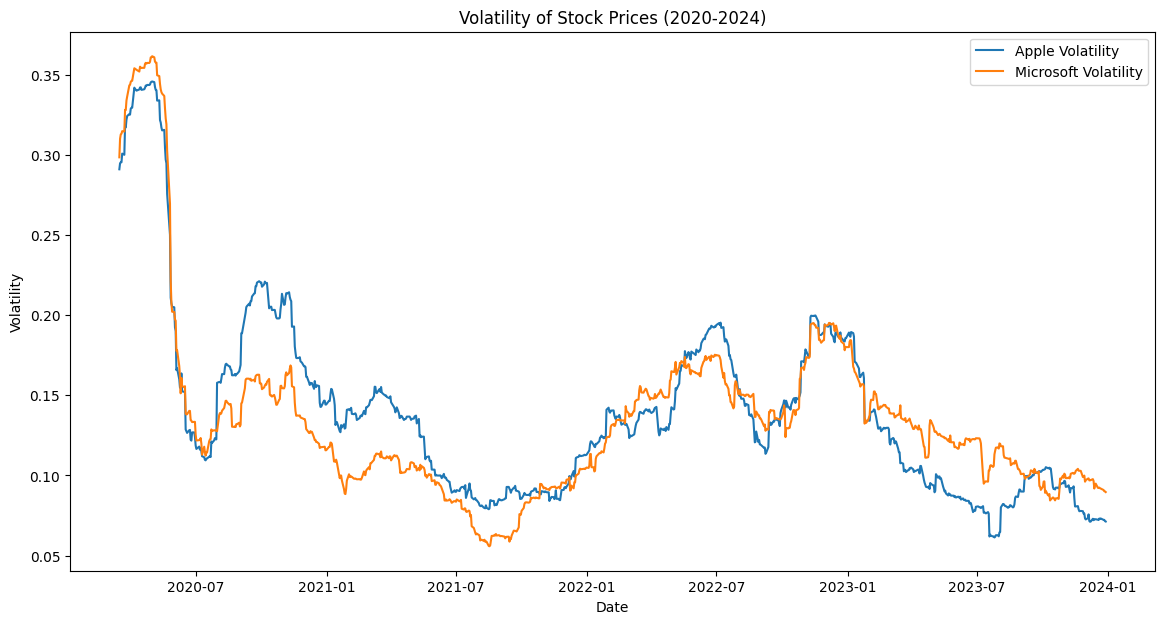 Volatility of Stock Prices (2020-2024)
Apple Volatility
Microsoft Volatility
Volatility
0.35
0.30
0.25
0.20
0.15
0.10
0.05
2020-07 2021-01 2021-07 2022-01 2022-07 2023-01 2023-07 2024-01
Date